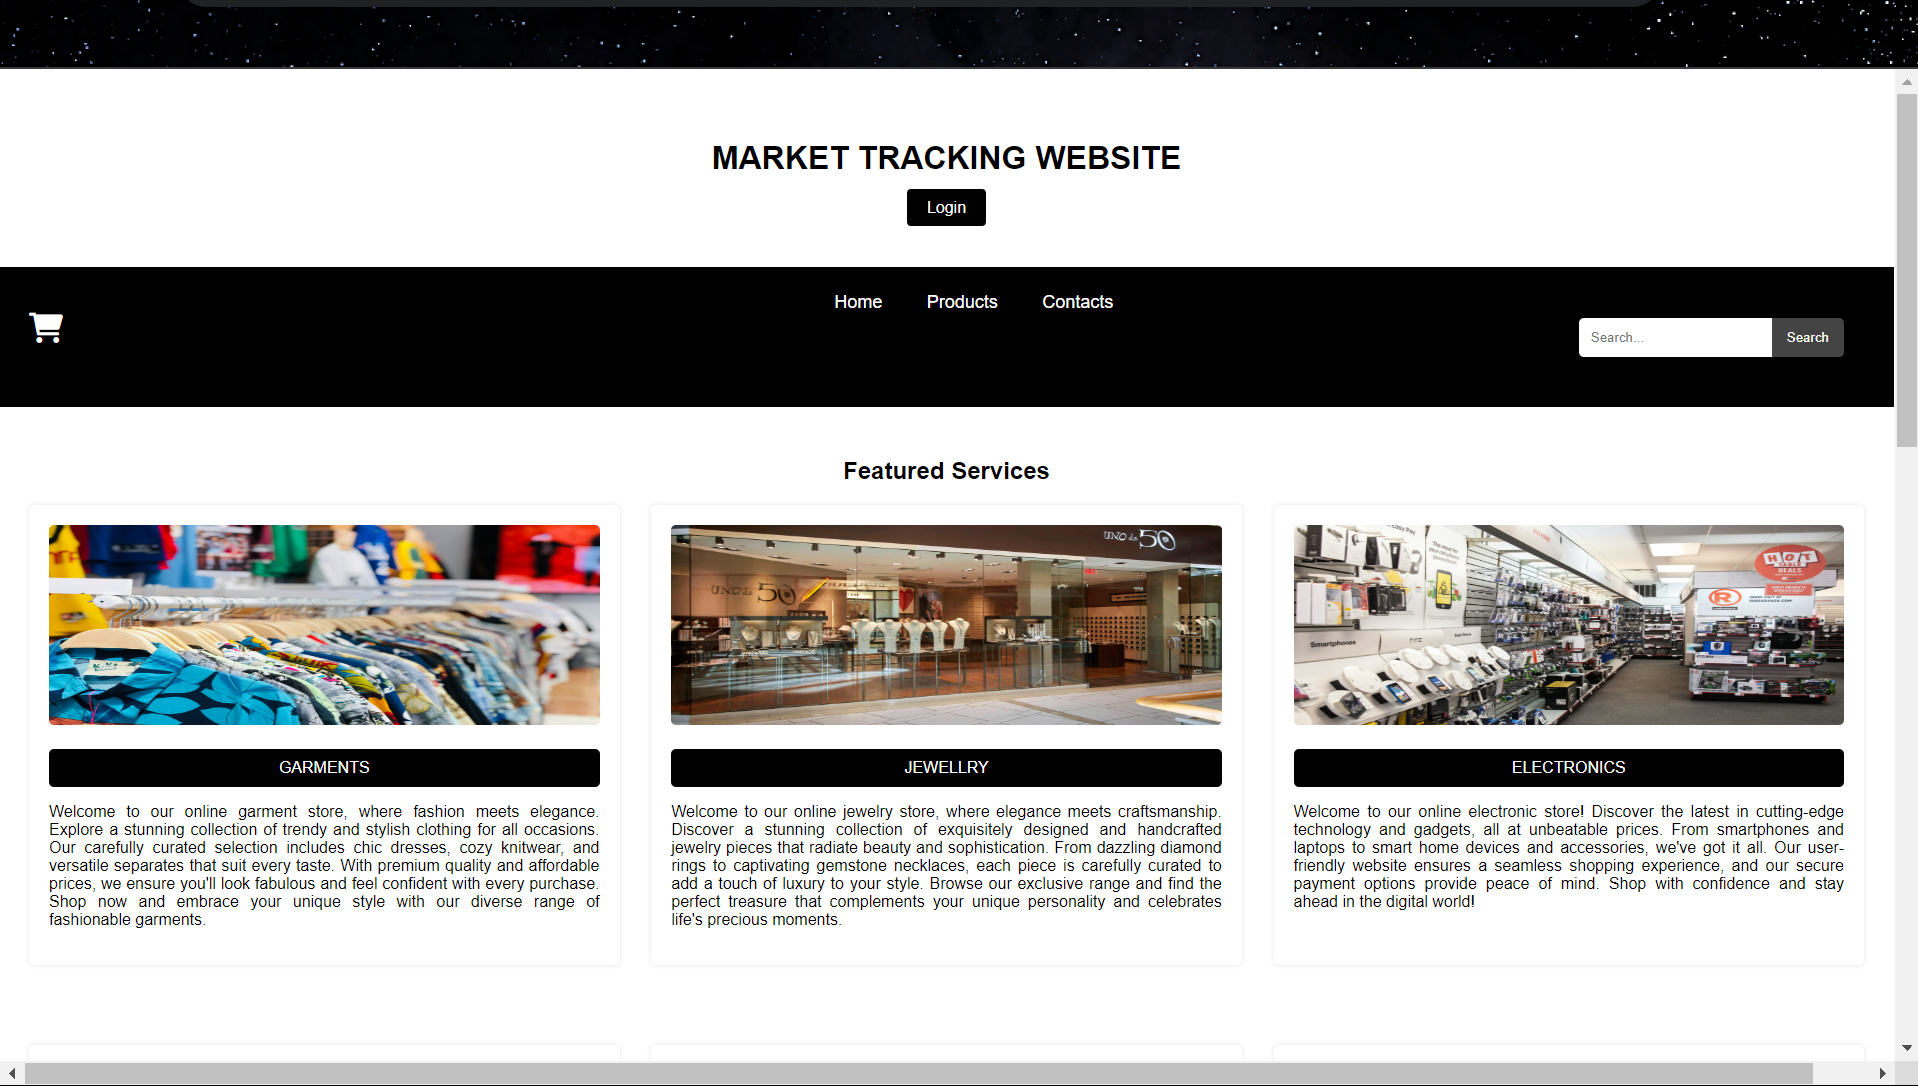 MARKET TRACKING WEBSITE
Login
Home Products Contacts
Search...
Search
Featured Services
UNO de 50
UNO de 50
HOT
TABLE
DEALS
Smartphones
GARMENTS
Welcome to our online garment store, where fashion meets elegance.
Explore a stunning collection of trendy and stylish clothing for all occasions.
Our carefully curated selection includes chic dresses, cozy knitwear, and
versatile separates that suit every taste. With premium quality and affordable
prices, we ensure you'll look fabulous and feel confident with every purchase.
Shop now and embrace your unique style with our diverse range of
fashionable garments.
JEWELLRY
Welcome to our online jewelry store, where elegance meets craftsmanship.
Discover a stunning collection of exquisitely designed and handcrafted
jewelry pieces that radiate beauty and sophistication. From dazzling diamond
rings to captivating gemstone necklaces, each piece is carefully curated to
add a touch of luxury to your style. Browse our exclusive range and find the
perfect treasure that complements your unique personality and celebrates
life's precious moments.
ELECTRONICS
Welcome to our online electronic store! Discover the latest in cutting-edge
technology and gadgets, all at unbeatable prices. From smartphones and
laptops to smart home devices and accessories, we've got it all. Our user-
friendly website ensures a seamless shopping experience, and our secure
payment options provide peace of mind. Shop with confidence and stay
ahead in the digital world!